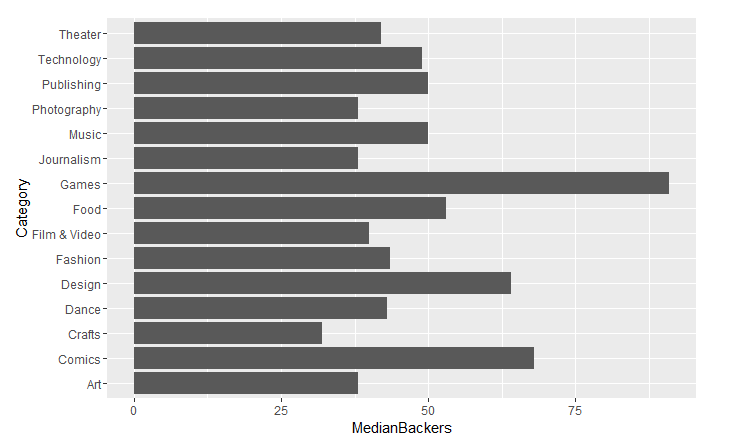 Theater
Technology
Publishing
Photography
Music
Journalism
Games
Food
Film & Video
Fashion
Design
Dance
Crafts
Comics
Art
Category
0 25 50 75
MedianBackers